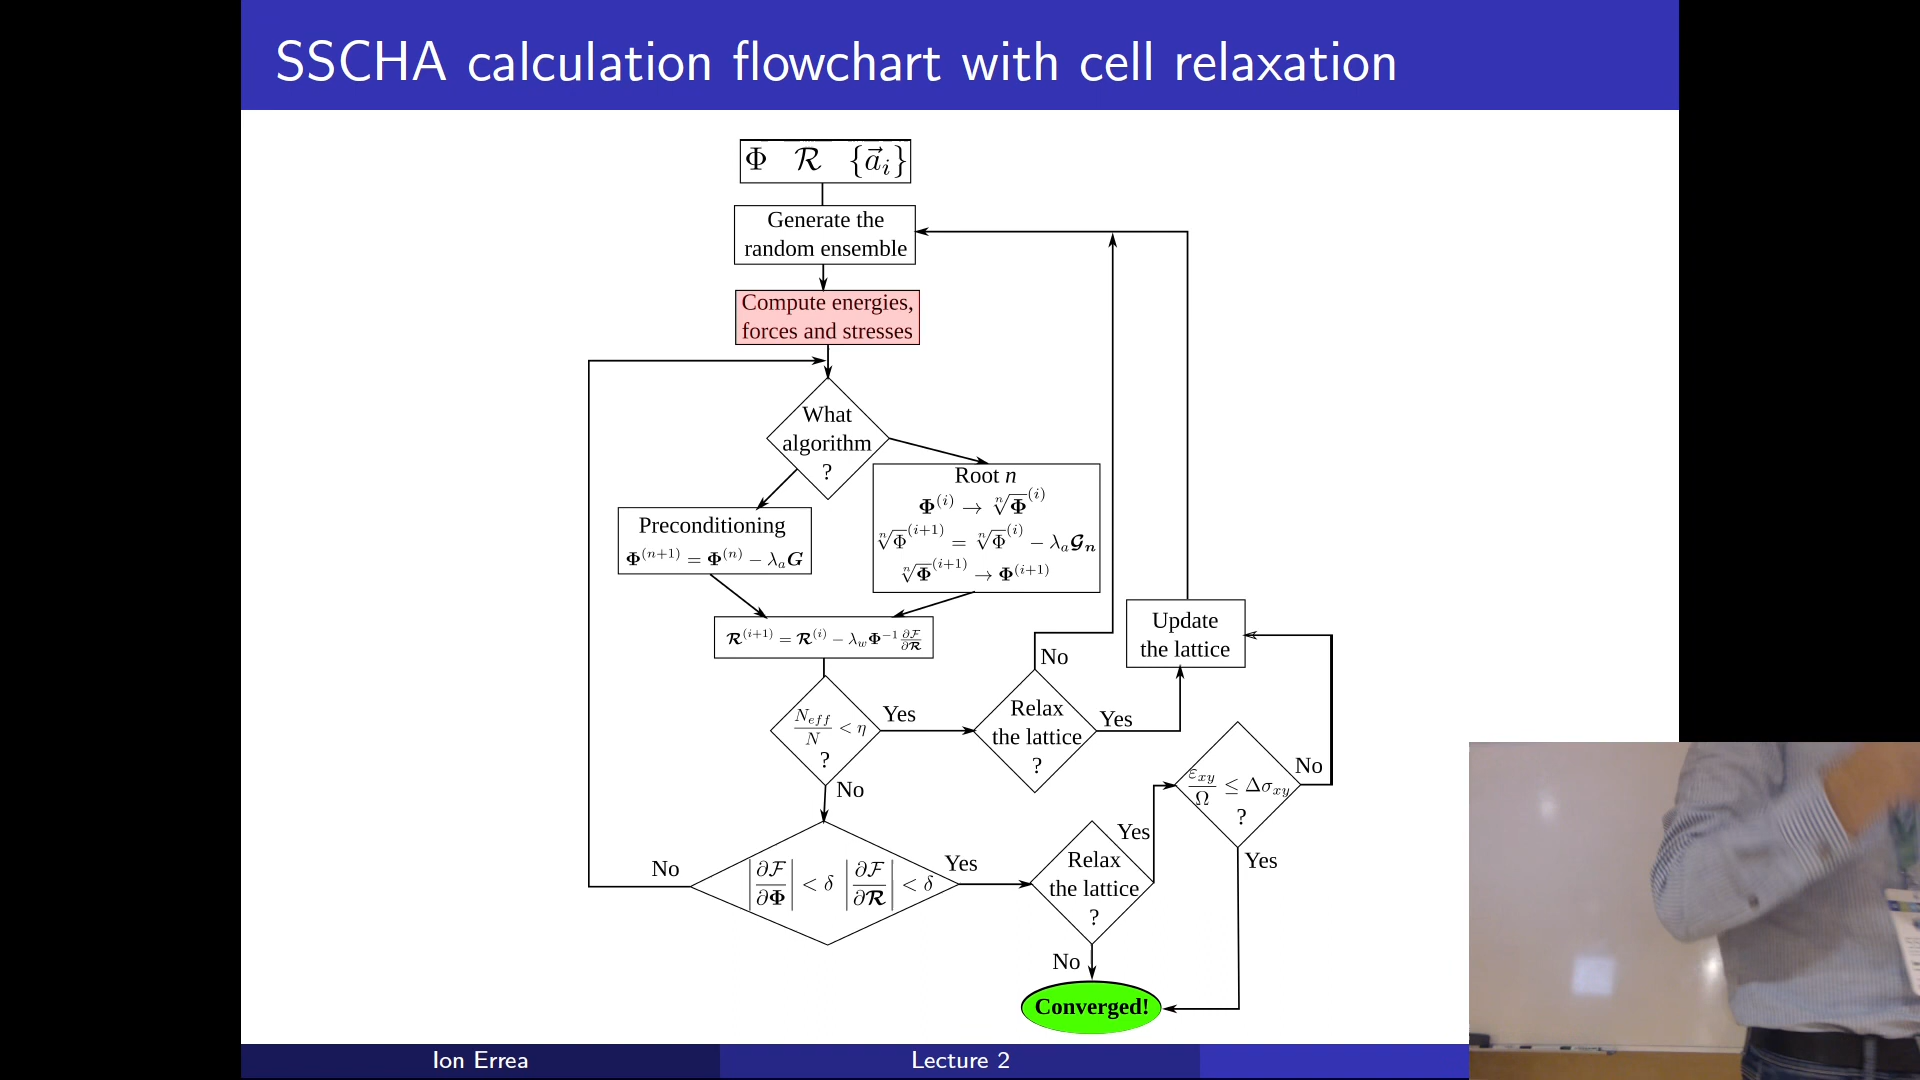 SSCHA calculation flowchart with cell relaxation
Φ ℛ {a⃗ᵢ}
Generate the
random ensemble
Compute energies,
forces and stresses
What
algorithm
?
Root n
Φ⁽ⁱ⁾ → ⁿ√Φ⁽ⁱ⁾
ⁿ√Φ⁽ⁱ⁺¹⁾ = ⁿ√Φ⁽ⁱ⁾ − λₐ𝓖ₙ
ⁿ√Φ⁽ⁱ⁺¹⁾ → Φ⁽ⁱ⁺¹⁾
Preconditioning
Φ⁽ⁿ⁺¹⁾ = Φ⁽ⁿ⁾ − λₐG
𝓡⁽ⁱ⁺¹⁾ = 𝓡⁽ⁱ⁾ − λ_w Φ⁻¹ ∂ℱ/∂𝓡
Update
the lattice
No
N_eff/N < η
?
Yes
Relax
the lattice
?
Yes
No
ε_xy/Ω ≤ Δσ_xy
?
No
Yes
No
|∂ℱ/∂Φ| < δ |∂ℱ/∂𝓡| < δ
Yes
Relax
the lattice
?
Yes
No
Converged!
Ion Errea
Lecture 2